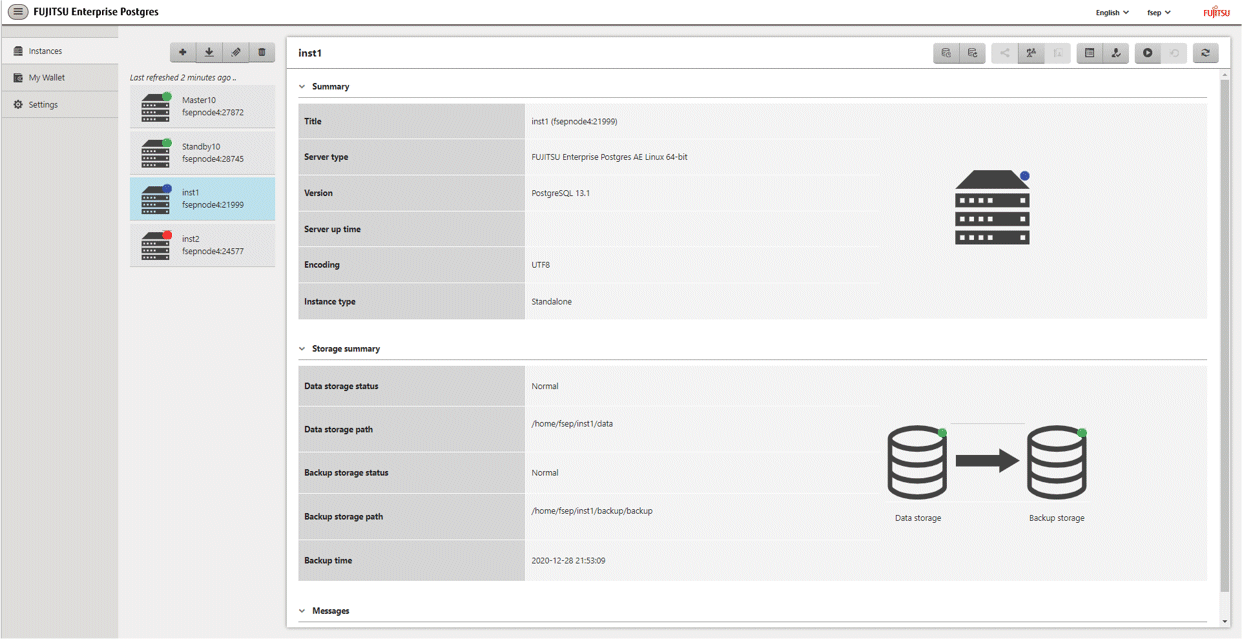 FUJITSU Enterprise Postgres
English
fsep
FUJITSU
Instances
My Wallet
Settings
Last refreshed 2 minutes ago ..
Master10
fsepnode4:27872
Standby10
fsepnode4:28745
inst1
fsepnode4:21999
inst2
fsepnode4:24577
inst1
Summary
Title inst1 (fsepnode4:21999)
Server type FUJITSU Enterprise Postgres AE Linux 64-bit
Version PostgreSQL 13.1
Server up time
Encoding UTF8
Instance type Standalone
Storage summary
Data storage status Normal
Data storage path /home/fsep/inst1/data
Backup storage status Normal
Backup storage path /home/fsep/inst1/backup/backup
Backup time 2020-12-28 21:53:09
Data storage
Backup storage
Messages